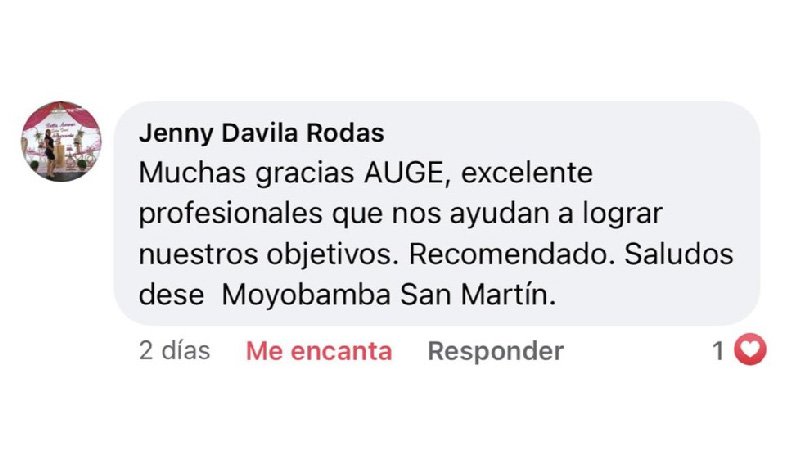 Jenny Davila Rodas
Muchas gracias AUGE, excelente
profesionales que nos ayudan a lograr
nuestros objetivos. Recomendado. Saludos
dese  Moyobamba San Martín.
2 días Me encanta Responder 1